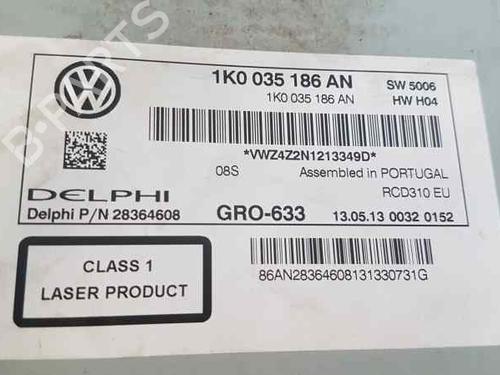 1K0 035 186 AN
SW 5006
1K0 035 186 AN
HW H04
*VWZ4Z2N1213349D*
08S
Assembled in PORTUGAL
RCD310 EU
DELPHI
Delphi P/N 28364608
GRO-633
13.05.13 0032 0152
CLASS 1
LASER PRODUCT
86AN28364608131330731G
B-PARTS